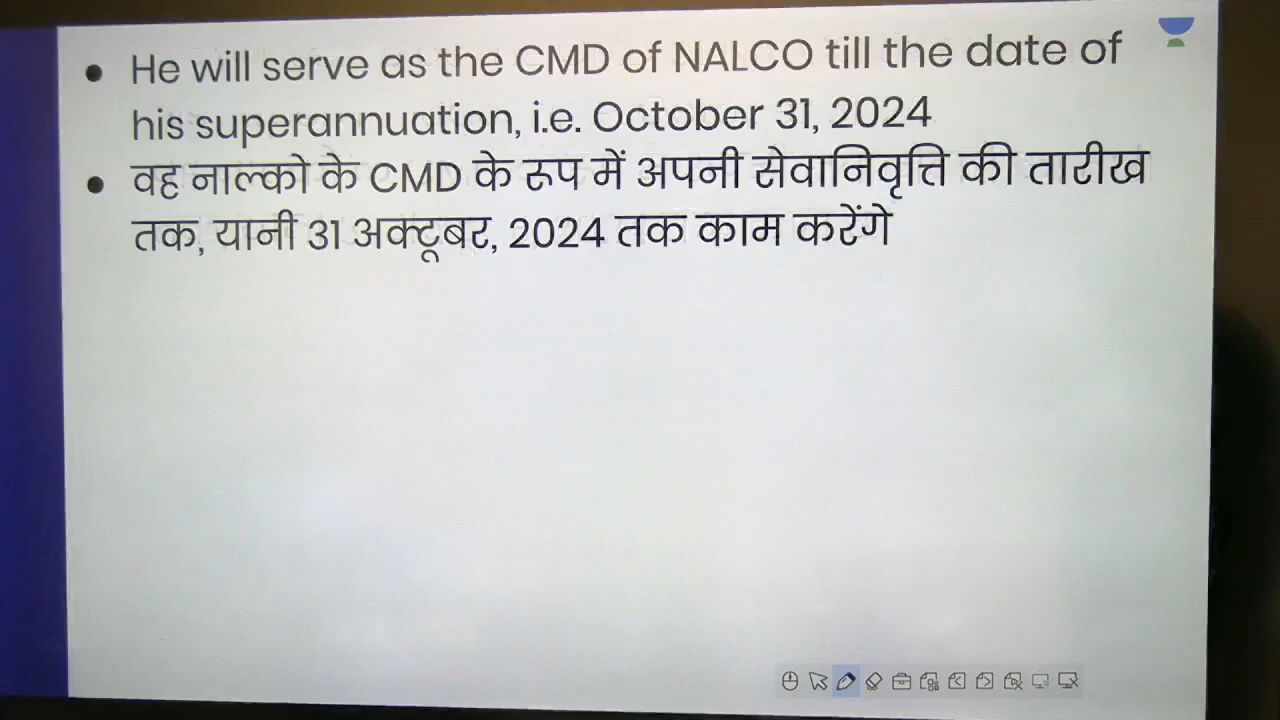 • He will serve as the CMD of NALCO till the date of
his superannuation, i.e. October 31, 2024
• वह नाल्को के CMD के रूप में अपनी सेवानिवृत्ति की तारीख
तक, यानी 31 अक्टूबर, 2024 तक काम करेंगे